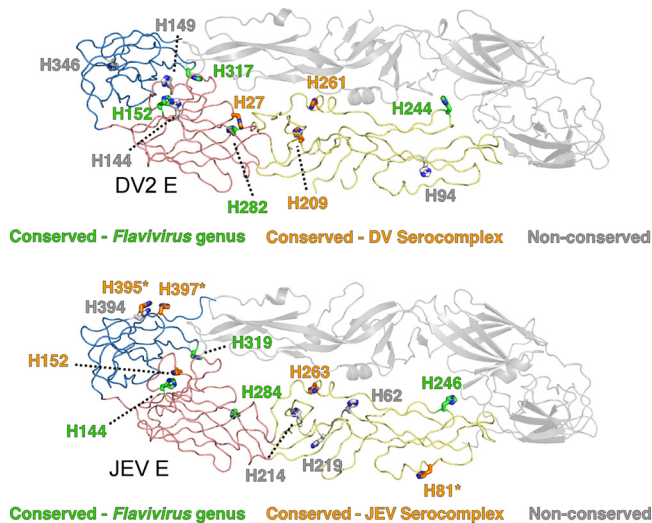 H149
H346
H317
H261
H152
H27
H244
H144
DV2 E
H94
H282
H209
Conserved - Flavivirus genus Conserved - DV Serocomplex Non-conserved
H395* H397*
H394
H319
H152
H263
H62
H284
H246
H144
H214
H219
JEV E
H81*
Conserved - Flavivirus genus Conserved - JEV Serocomplex Non-conserved